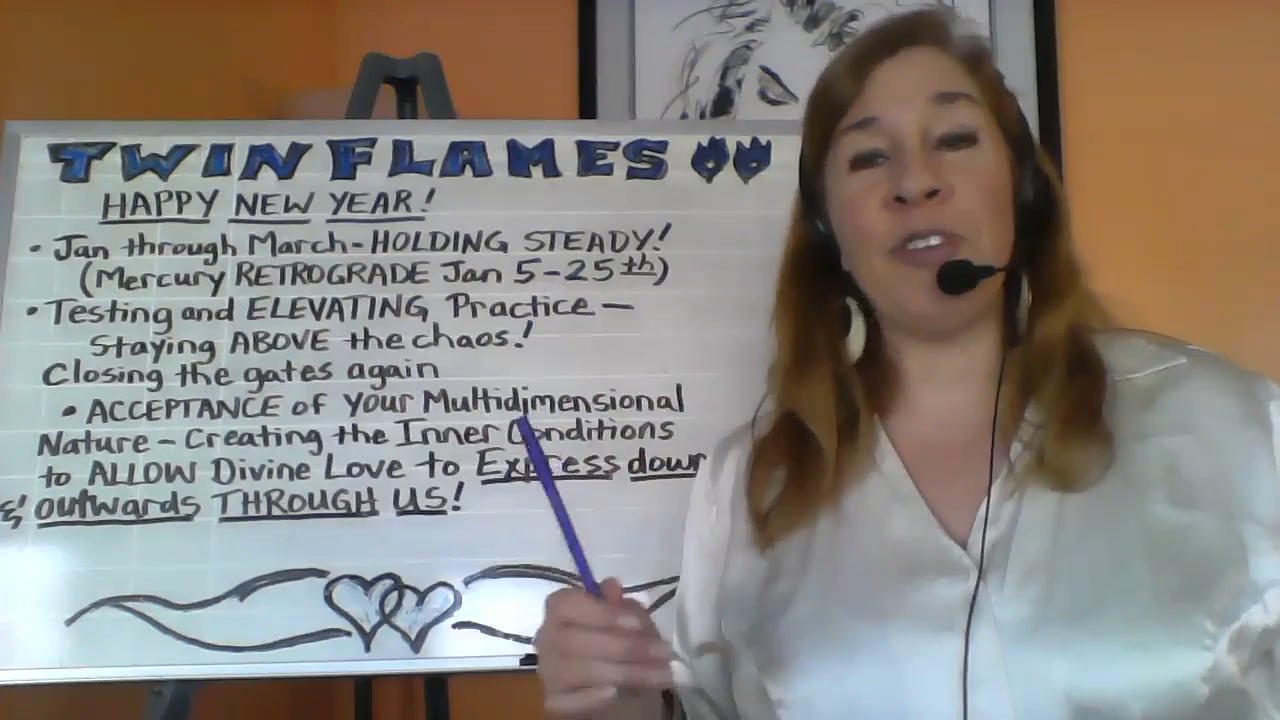 TWIN FLAMES
HAPPY NEW YEAR!
• Jan through March - HOLDING STEADY!
(Mercury RETROGRADE Jan 5-25th)
• Testing and ELEVATING Practice —
Staying ABOVE the chaos!
Closing the gates again
• ACCEPTANCE of your Multidimensional
Nature - Creating the Inner Conditions
to ALLOW Divine Love to Express down
& outwards THROUGH US!